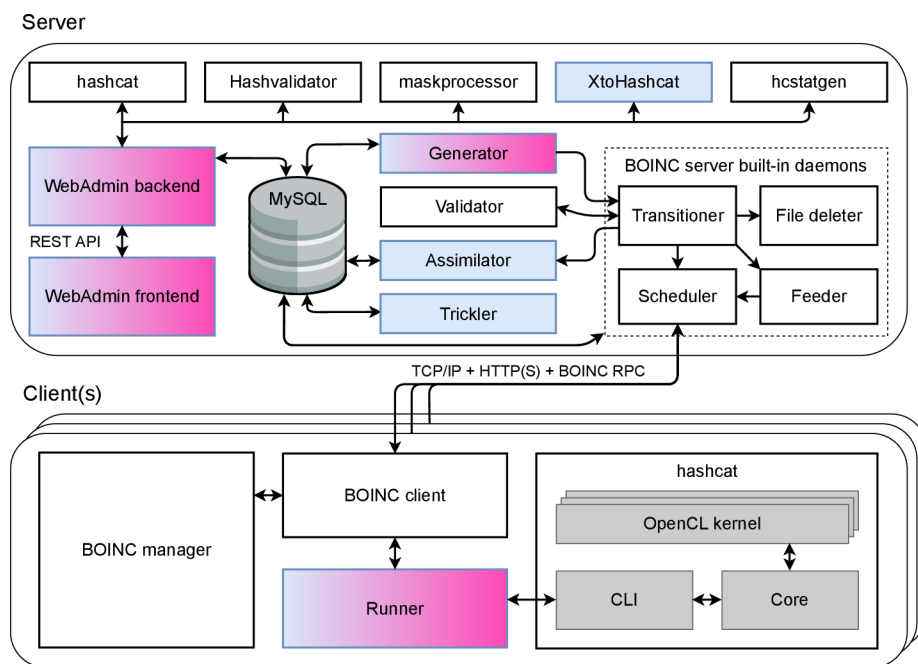 Server
hashcat
Hashvalidator
maskprocessor
XtoHashcat
hcstatgen
WebAdmin backend
REST API
WebAdmin frontend
MySQL
Generator
Validator
Assimilator
Trickler
BOINC server built-in daemons
Transitioner
File deleter
Scheduler
Feeder
TCP/IP + HTTP(S) + BOINC RPC
Client(s)
BOINC manager
BOINC client
Runner
hashcat
OpenCL kernel
CLI
Core